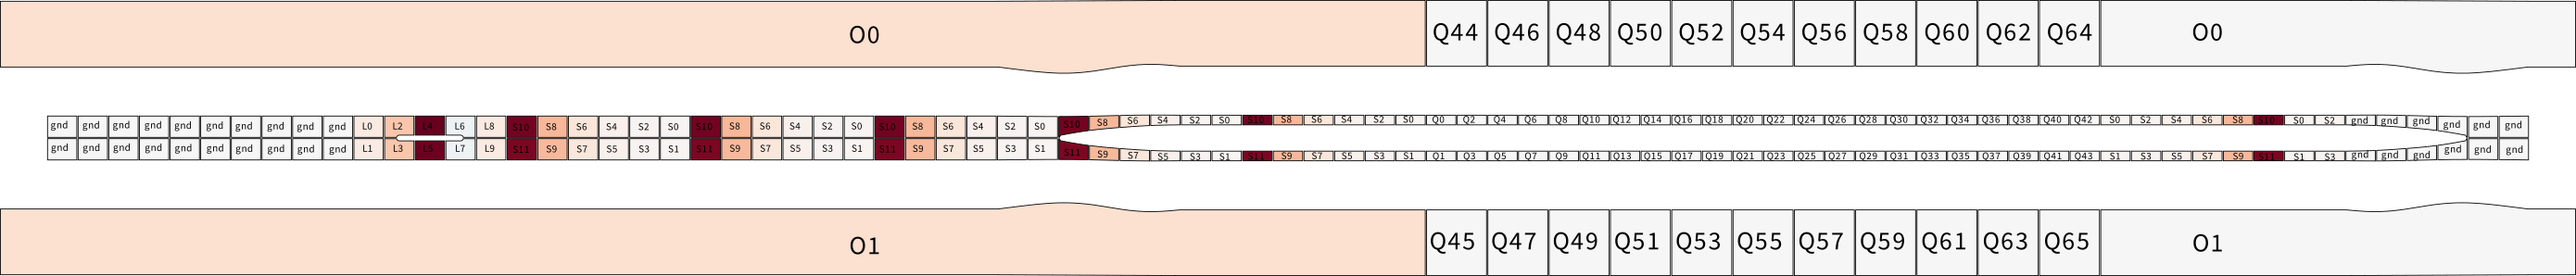 O0 Q44 Q46 Q48 Q50 Q52 Q54 Q56 Q58 Q60 Q62 Q64 O0
gnd gnd gnd gnd gnd gnd gnd gnd gnd gnd L0 L2 L4 L6 L8 S10 S8 S6 S4 S2 S0 S10 S8 S6 S4 S2 S0 S10 S8 S6 S4 S2 S0 S10 S8 S6 S4 S2 S0 S10 S8 S6 S4 S2 S0 Q0 Q2 Q4 Q6 Q8 Q10 Q12 Q14 Q16 Q18 Q20 Q22 Q24 Q26 Q28 Q30 Q32 Q34 Q36 Q38 Q40 Q42 S0 S2 S4 S6 S8 S10 S0 S2 gnd gnd gnd gnd gnd gnd
gnd gnd gnd gnd gnd gnd gnd gnd gnd gnd L1 L3 L5 L7 L9 S11 S9 S7 S5 S3 S1 S11 S9 S7 S5 S3 S1 S11 S9 S7 S5 S3 S1 S11 S9 S7 S5 S3 S1 S11 S9 S7 S5 S3 S1 Q1 Q3 Q5 Q7 Q9 Q11 Q13 Q15 Q17 Q19 Q21 Q23 Q25 Q27 Q29 Q31 Q33 Q35 Q37 Q39 Q41 Q43 S1 S3 S5 S7 S9 S11 S1 S3 gnd gnd gnd gnd gnd gnd
O1 Q45 Q47 Q49 Q51 Q53 Q55 Q57 Q59 Q61 Q63 Q65 O1